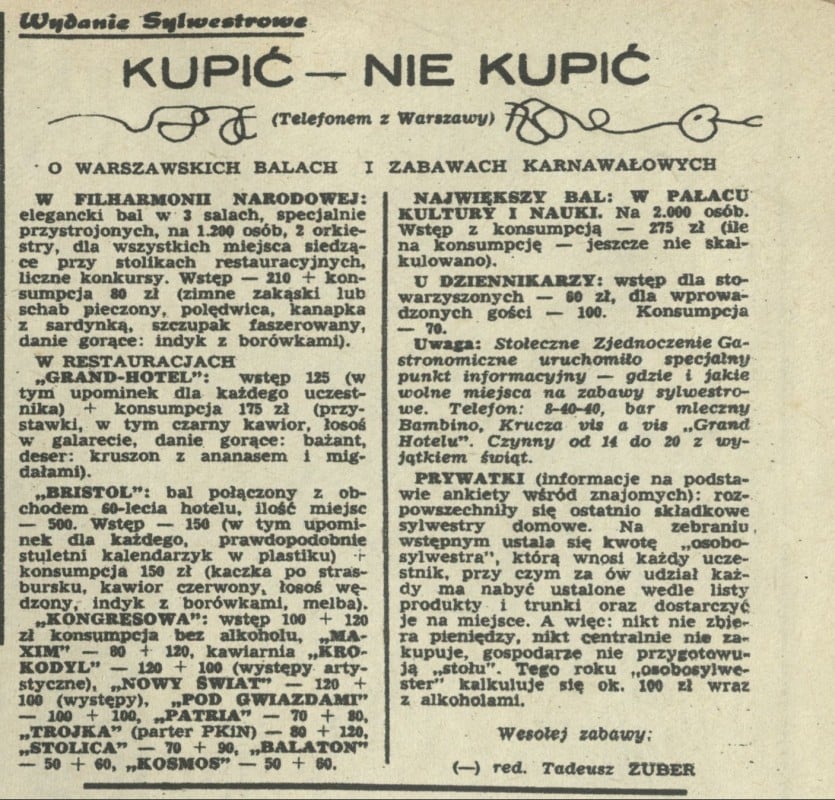 Wydanie Sylwestrowe
KUPIĆ — NIE KUPIĆ
(Telefonem z Warszawy)
O WARSZAWSKICH BALACH I ZABAWACH KARNAWAŁOWYCH
W FILHARMONII NARODOWEJ:
elegancki bal w 3 salach, specjalnie
przystrojonych, na 1.200 osób, 2 orkie-
stry, dla wszystkich miejsca siedzą-
ce przy stolikach restauracyjnych,
liczne konkursy. Wstęp — 210 + kon-
sumpcja 80 zł (zimne zakąski lub
schab pieczony, polędwica, kanapka
z sardynką, szczupak faszerowany,
danie gorące: indyk z borówkami).
W RESTAURACJACH
„GRAND-HOTEL”: wstęp 125 (w
tym upominek dla każdego uczest-
nika) + konsumpcja 175 zł (przy-
stawki, w tym czarny kawior, łosoś
w galarecie, danie gorące: bażant,
deser: kruszon z ananasem i mig-
dałami).
„BRISTOL”: bal połączony z ob-
chodem 60-lecia hotelu, ilość miejsc
— 500. Wstęp — 150 (w tym upomi-
nek dla każdego, prawdopodobnie
stuletni kalendarzyk w plastiku) +
konsumpcja 150 zł (kaczka po stras-
bursku, kawior czerwony, łosoś wę-
dzony, indyk z borówkami, melba).
„KONGRESOWA”: wstęp 100 + 120
zł konsumpcja bez alkoholu, „MA-
XIM” — 80 + 120, kawiarnia „KRO-
KODYL” — 120 + 100 (występy arty-
styczne), „NOWY ŚWIAT” — 120 +
100 (występy), „POD GWIAZDAMI”
— 100 + 100, „PATRIA” — 70 + 80,
„TROJKA” (parter PKiN) — 80 + 120,
„STOLICA” — 70 + 90, „BALATON”
— 50 + 60, „KOSMOS” — 50 + 60.
NAJWIĘKSZY BAL: W PAŁACU
KULTURY I NAUKI. Na 2.000 osób.
Wstęp z konsumpcją — 275 zł (ile
na konsumpcję — jeszcze nie skal-
kulowano).
U DZIENNIKARZY: wstęp dla sto-
warzyszonych — 60 zł, dla wprowa-
dzonych gości — 100. Konsumpcja
— 70.
Uwaga: Stołeczne Zjednoczenie Ga-
stronomiczne uruchomiło specjalny
punkt informacyjny — gdzie i jakie
wolne miejsca na zabawy sylwestro-
we. Telefon: 8-40-40, bar mleczny
Bambino, Krucza vis a vis „Grand
Hotelu”. Czynny od 14 do 20 z wy-
jątkiem świąt.
PRYWATKI (informacje na podsta-
wie ankiety wśród znajomych): roz-
powszechniły się ostatnio składkowe
sylwestry domowe. Na zebraniu
wstępnym ustala się kwotę „osobo-
sylwestra”, którą wnosi każdy ucze-
stnik, przy czym za ów udział każ-
dy ma nabyć ustalone wedle listy
produkty i trunki oraz dostarczyć
je na miejsce. A więc: nikt nie zbie-
ra pieniędzy, nikt centralnie nie za-
kupuje, gospodarze nie przygotowu-
ją „stołu”. Tego roku „osobosylwe-
ster” kalkuluje się ok. 100 zł wraz
z alkoholami.
Wesołej zabawy:
(—) red. Tadeusz ŻUBER